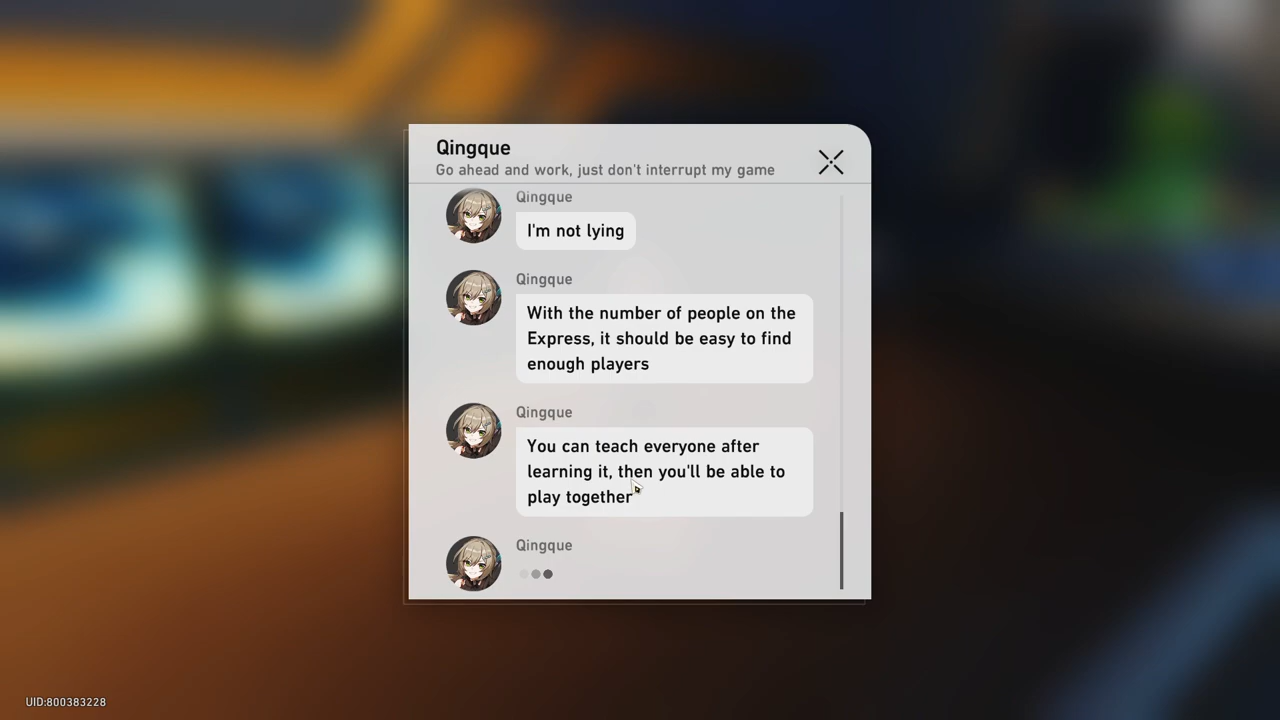 Qingque
Go ahead and work, just don't interrupt my game
Qingque
I'm not lying
Qingque
With the number of people on the
Express, it should be easy to find
enough players
Qingque
You can teach everyone after
learning it, then you'll be able to
play together
Qingque
UID:800383228